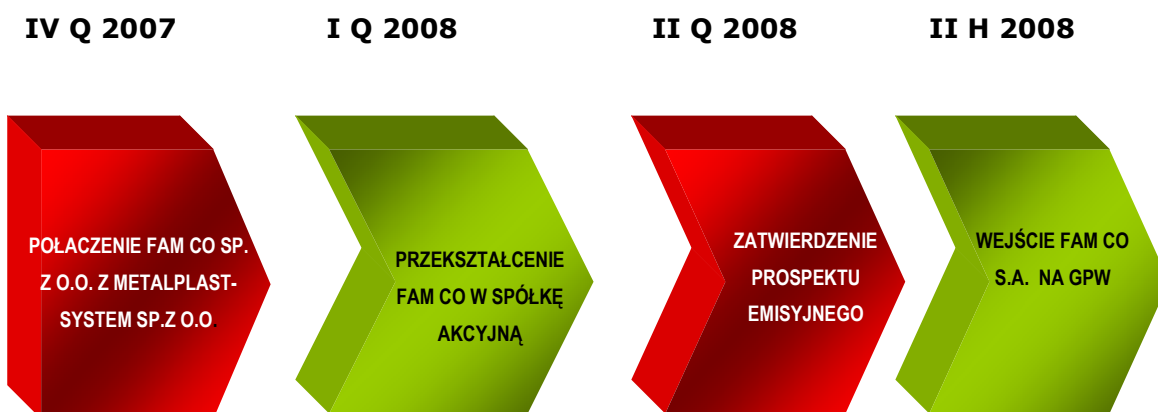 IV Q 2007
I Q 2008
II Q 2008
II H 2008
POŁACZENIE FAM CO SP.
Z O.O. Z METALPLAST-
SYSTEM SP.Z O.O.
PRZEKSZTAŁCENIE
FAM CO W SPÓŁKĘ
AKCYJNĄ
ZATWIERDZENIE
PROSPEKTU
EMISYJNEGO
WEJŚCIE FAM CO
S.A. NA GPW